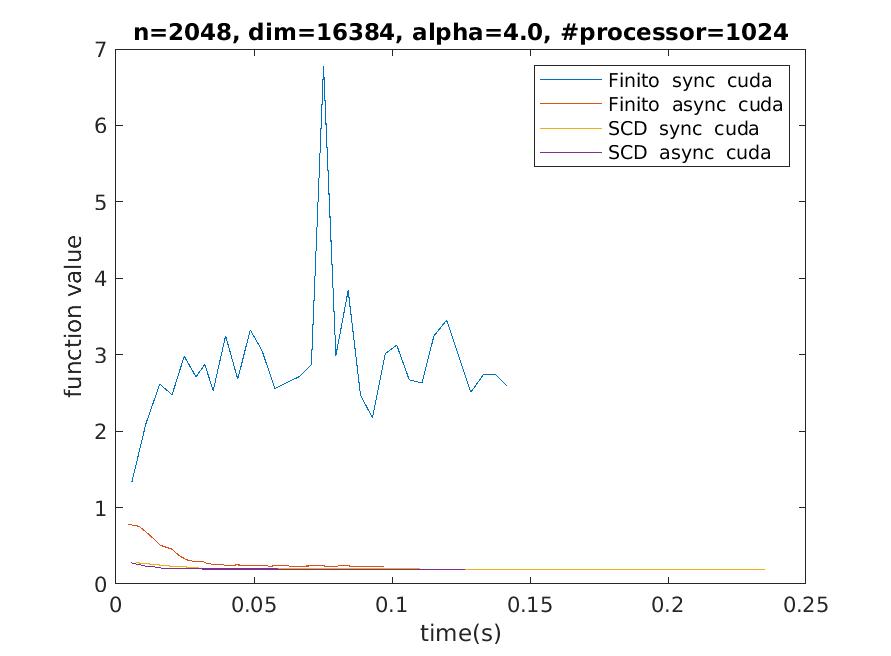 n=2048, dim=16384, alpha=4.0, #processor=1024
Finito sync cuda
Finito async cuda
SCD sync cuda
SCD async cuda
function value
7
6
5
4
3
2
1
0
0 0.05 0.1 0.15 0.2 0.25
time(s)